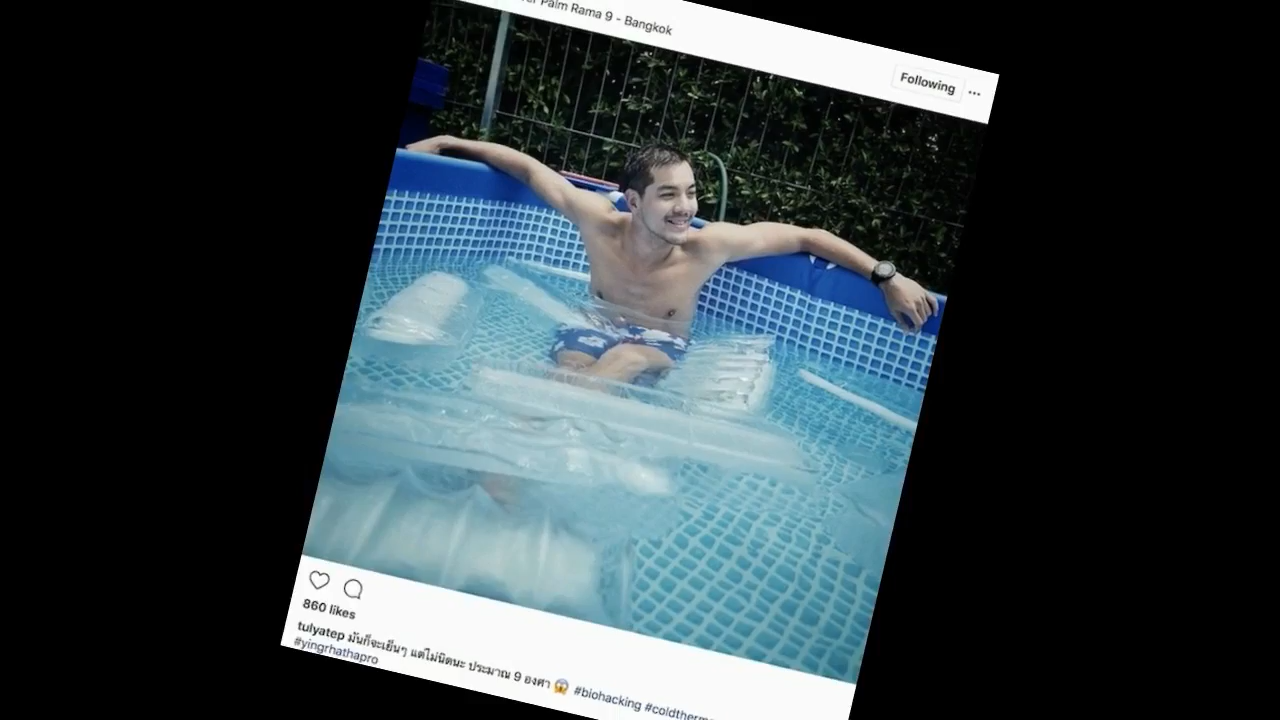 Palm Rama 9 - Bangkok
Following
860 likes
tulyatep มันก็จะเย็นๆ แต่ไม่นิดนะ ประมาณ 9 องศา 😱 #biohacking
#yingrhathapro